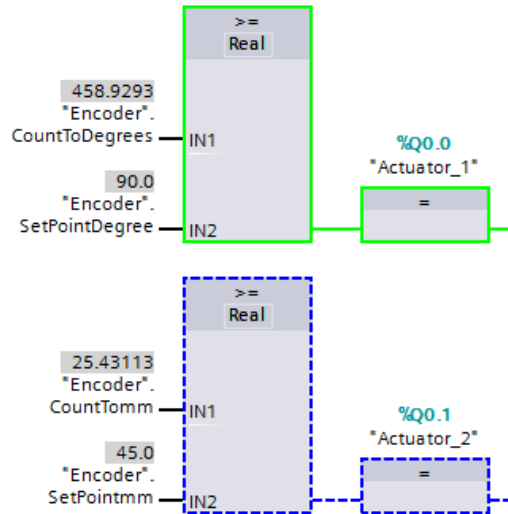 >=
Real
458.9293
"Encoder".
CountToDegrees
IN1
%Q0.0
"Actuator_1"
90.0
=
"Encoder".
SetPointDegree
IN2
>=
Real
25.43113
"Encoder".
CountTomm
IN1
%Q0.1
"Actuator_2"
45.0
=
"Encoder".
SetPointmm
IN2